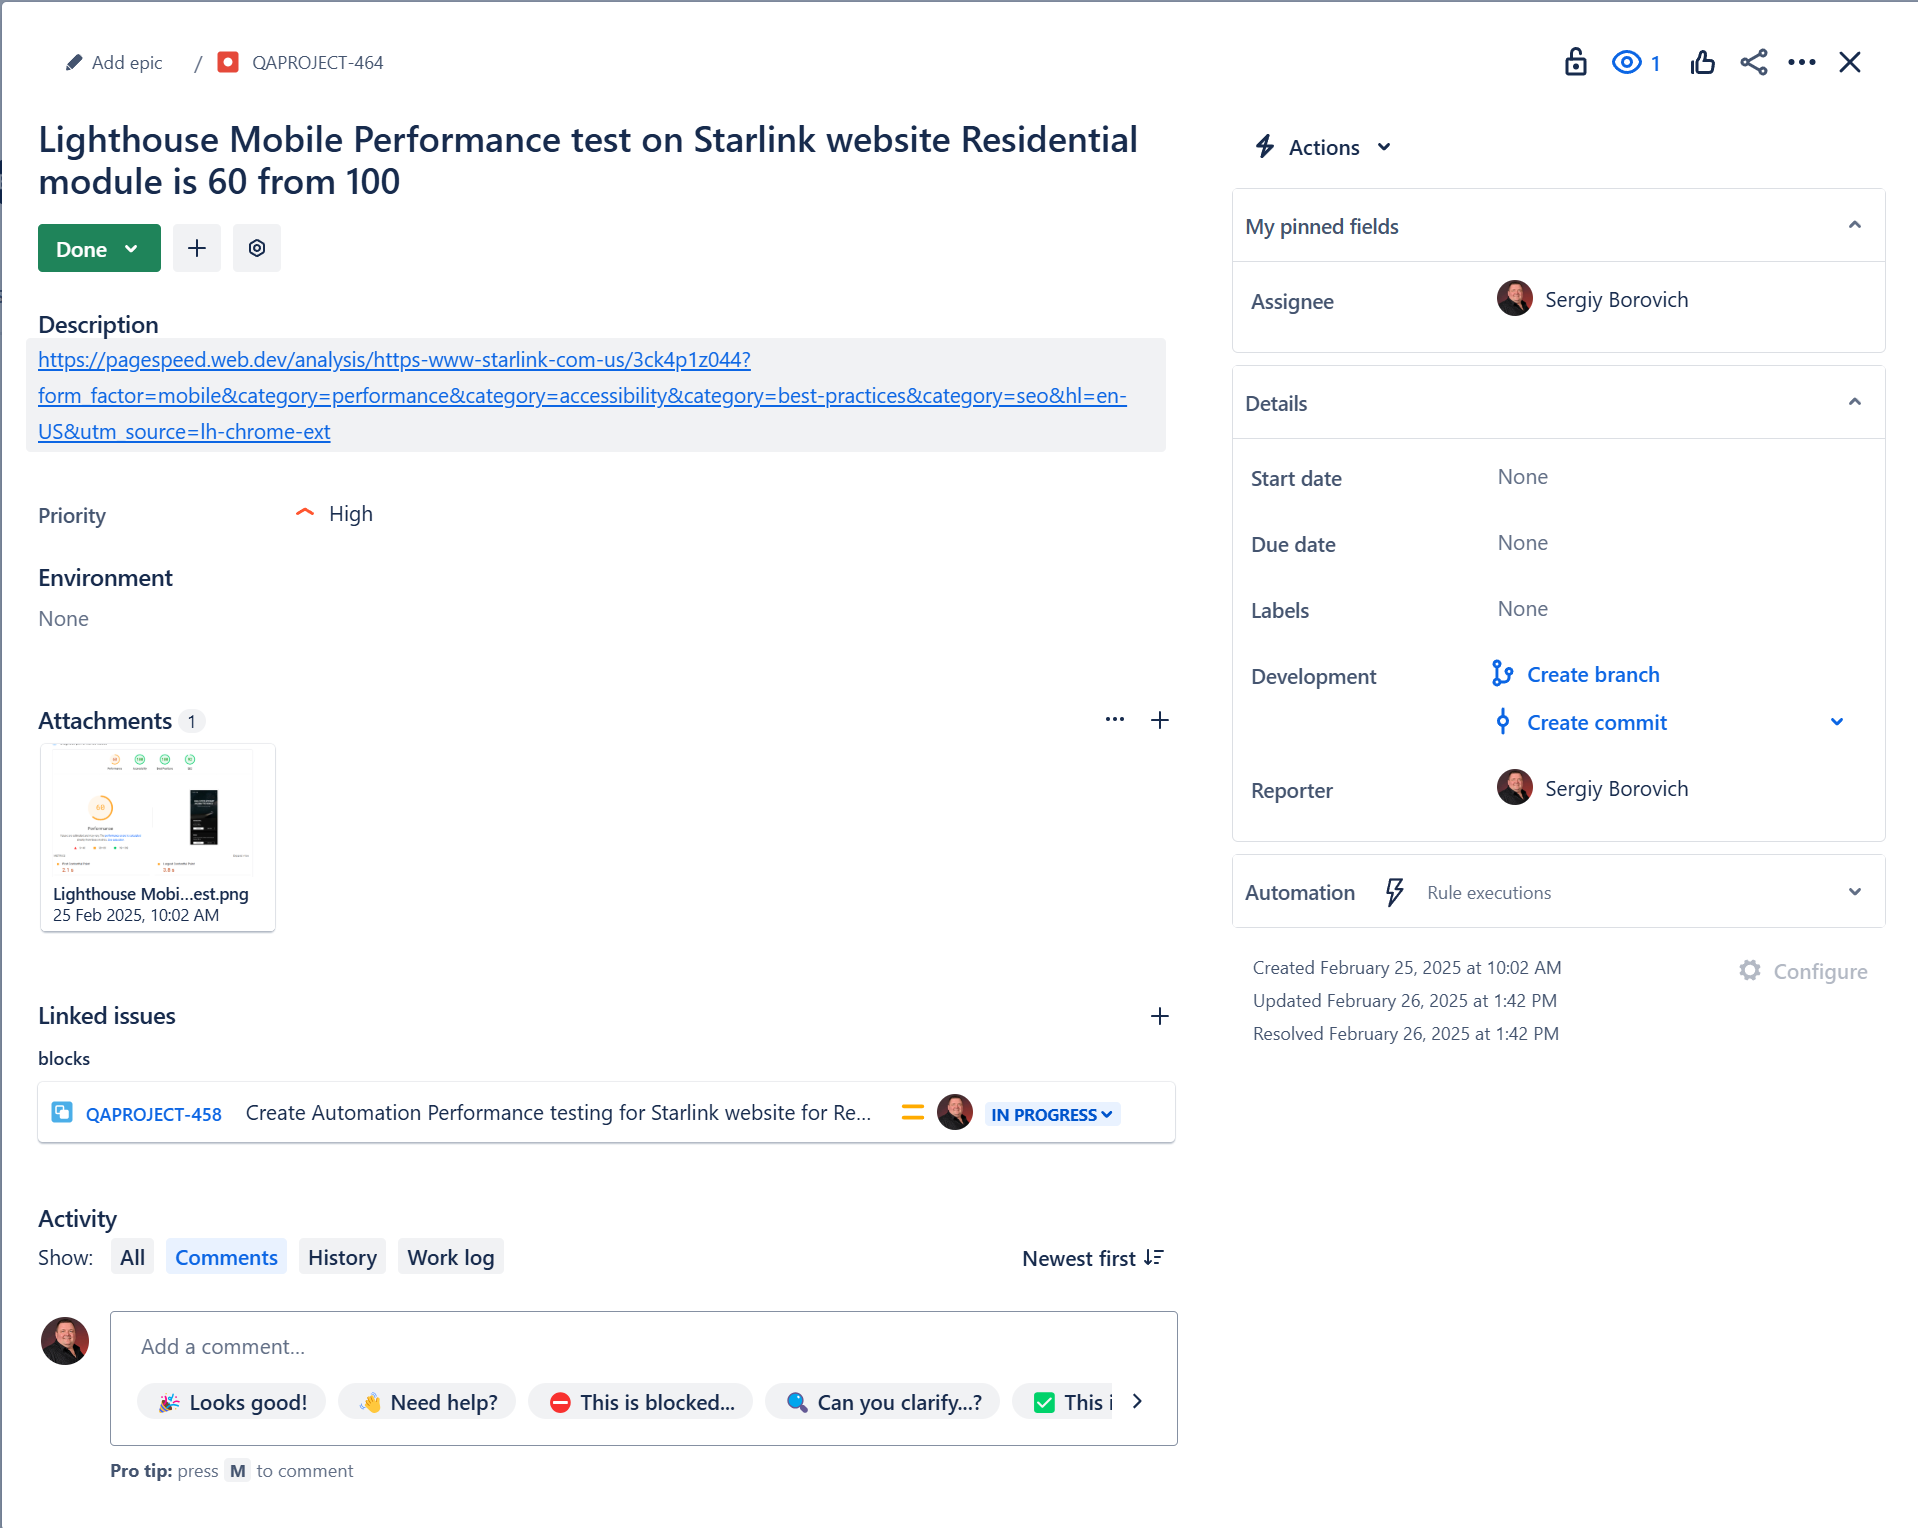 Add epic / QAPROJECT-464
1
Lighthouse Mobile Performance test on Starlink website Residential
module is 60 from 100
Done
Description
https://pagespeed.web.dev/analysis/https-www-starlink-com-us/3ck4p1z044?
form_factor=mobile&category=performance&category=accessibility&category=best-practices&category=seo&hl=en-
US&utm_source=lh-chrome-ext
Priority High
Environment
None
Attachments 1
60
Performance
2.1 s
3.8 s
Lighthouse Mobi...est.png
25 Feb 2025, 10:02 AM
Linked issues
blocks
QAPROJECT-458 Create Automation Performance testing for Starlink website for Re... IN PROGRESS
Activity
Show: All Comments History Work log Newest first
Add a comment...
Looks good! Need help? This is blocked... Can you clarify...? This i
Pro tip: press M to comment
Actions
My pinned fields
Assignee Sergiy Borovich
Details
Start date None
Due date None
Labels None
Development Create branch
Create commit
Reporter Sergiy Borovich
Automation Rule executions
Created February 25, 2025 at 10:02 AM
Configure
Updated February 26, 2025 at 1:42 PM
Resolved February 26, 2025 at 1:42 PM